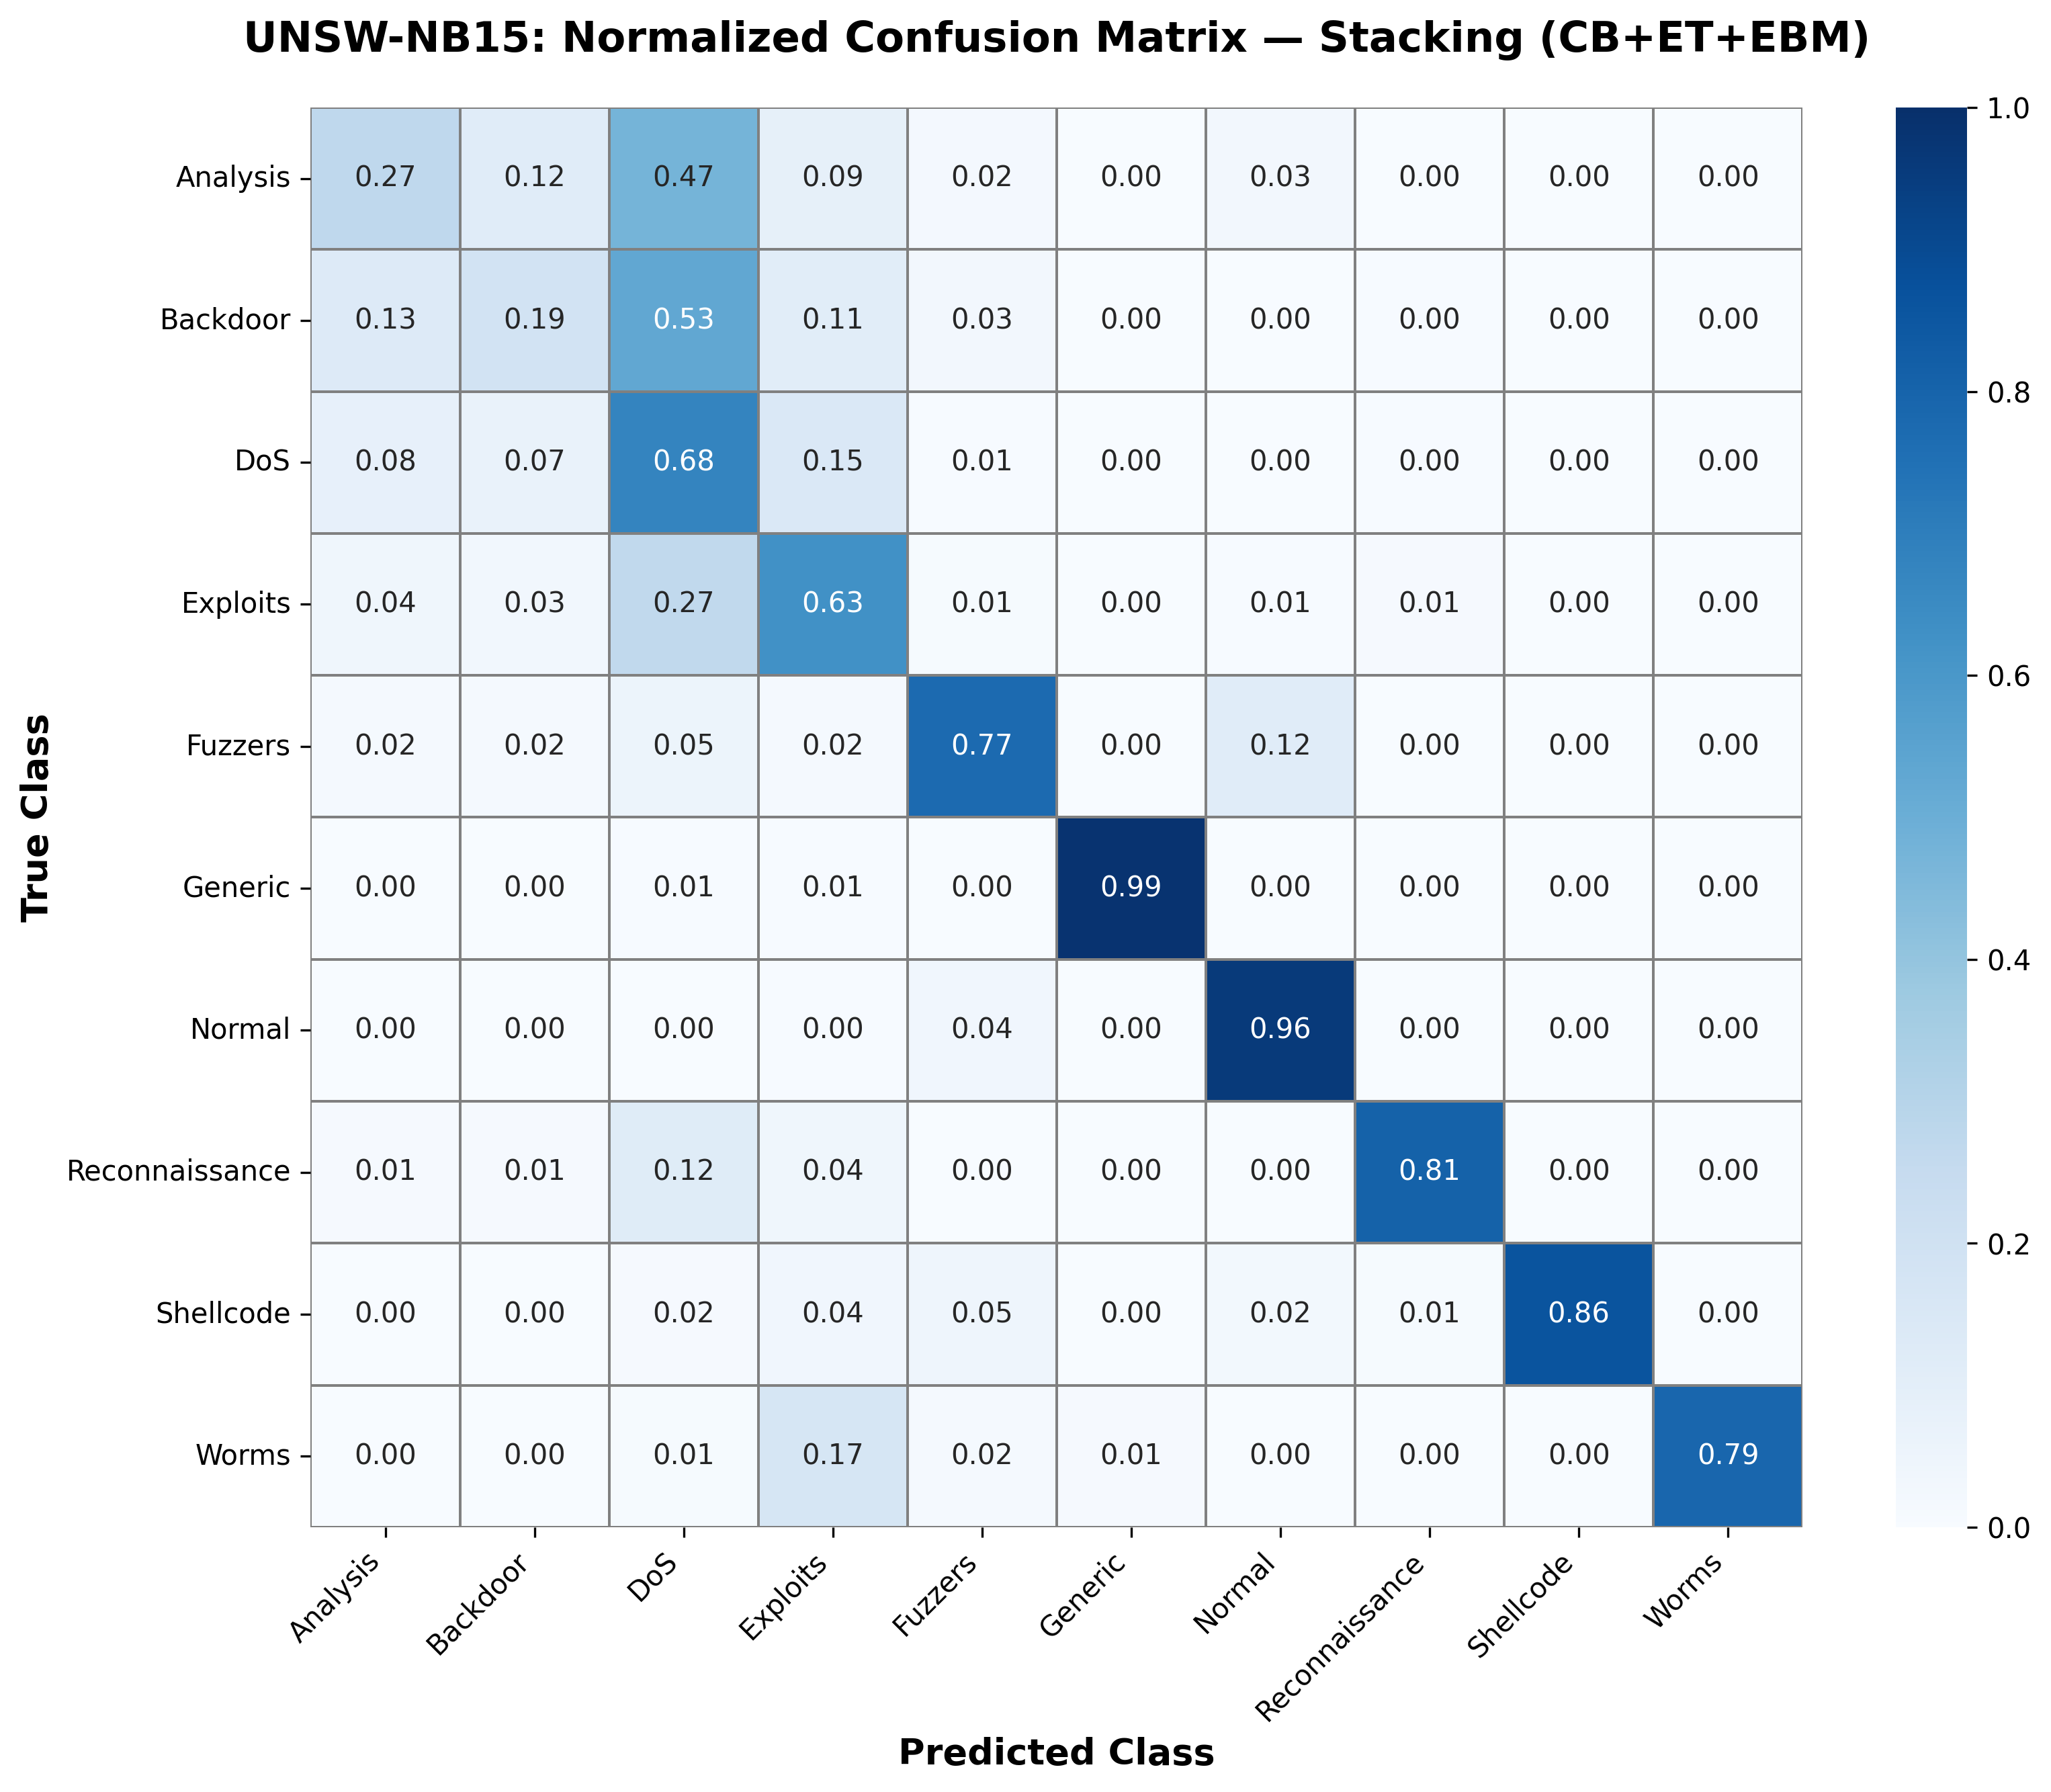 UNSW-NB15: Normalized Confusion Matrix — Stacking (CB+ET+EBM)
True Class
Analysis 0.27 0.12 0.47 0.09 0.02 0.00 0.03 0.00 0.00 0.00
Backdoor 0.13 0.19 0.53 0.11 0.03 0.00 0.00 0.00 0.00 0.00
DoS 0.08 0.07 0.68 0.15 0.01 0.00 0.00 0.00 0.00 0.00
Exploits 0.04 0.03 0.27 0.63 0.01 0.00 0.01 0.01 0.00 0.00
Fuzzers 0.02 0.02 0.05 0.02 0.77 0.00 0.12 0.00 0.00 0.00
Generic 0.00 0.00 0.01 0.01 0.00 0.99 0.00 0.00 0.00 0.00
Normal 0.00 0.00 0.00 0.00 0.04 0.00 0.96 0.00 0.00 0.00
Reconnaissance 0.01 0.01 0.12 0.04 0.00 0.00 0.00 0.81 0.00 0.00
Shellcode 0.00 0.00 0.02 0.04 0.05 0.00 0.02 0.01 0.86 0.00
Worms 0.00 0.00 0.01 0.17 0.02 0.01 0.00 0.00 0.00 0.79
Analysis Backdoor DoS Exploits Fuzzers Generic Normal Reconnaissance Shellcode Worms
Predicted Class
1.0
0.8
0.6
0.4
0.2
0.0